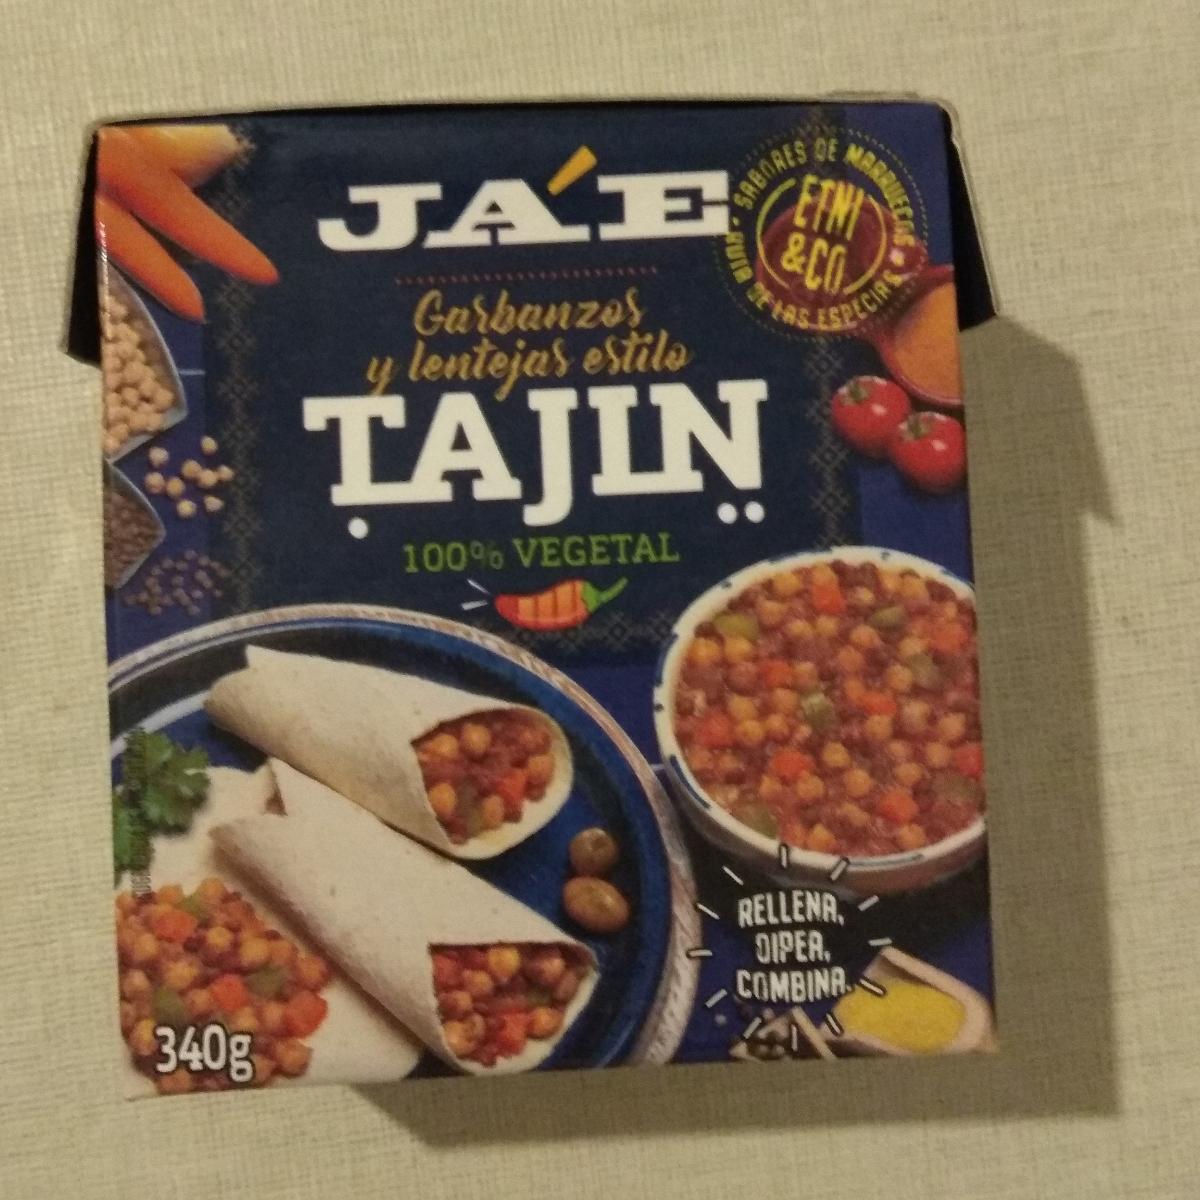 JAÉ
Garbanzos
y lentejas estilo
TAJIN
100% VEGETAL
SABORES DE MARRUECOS
RUTA DE LAS ESPECIAS
ETNI
&CO.
RELLENA,
DIPEA,
COMBINA.
340g